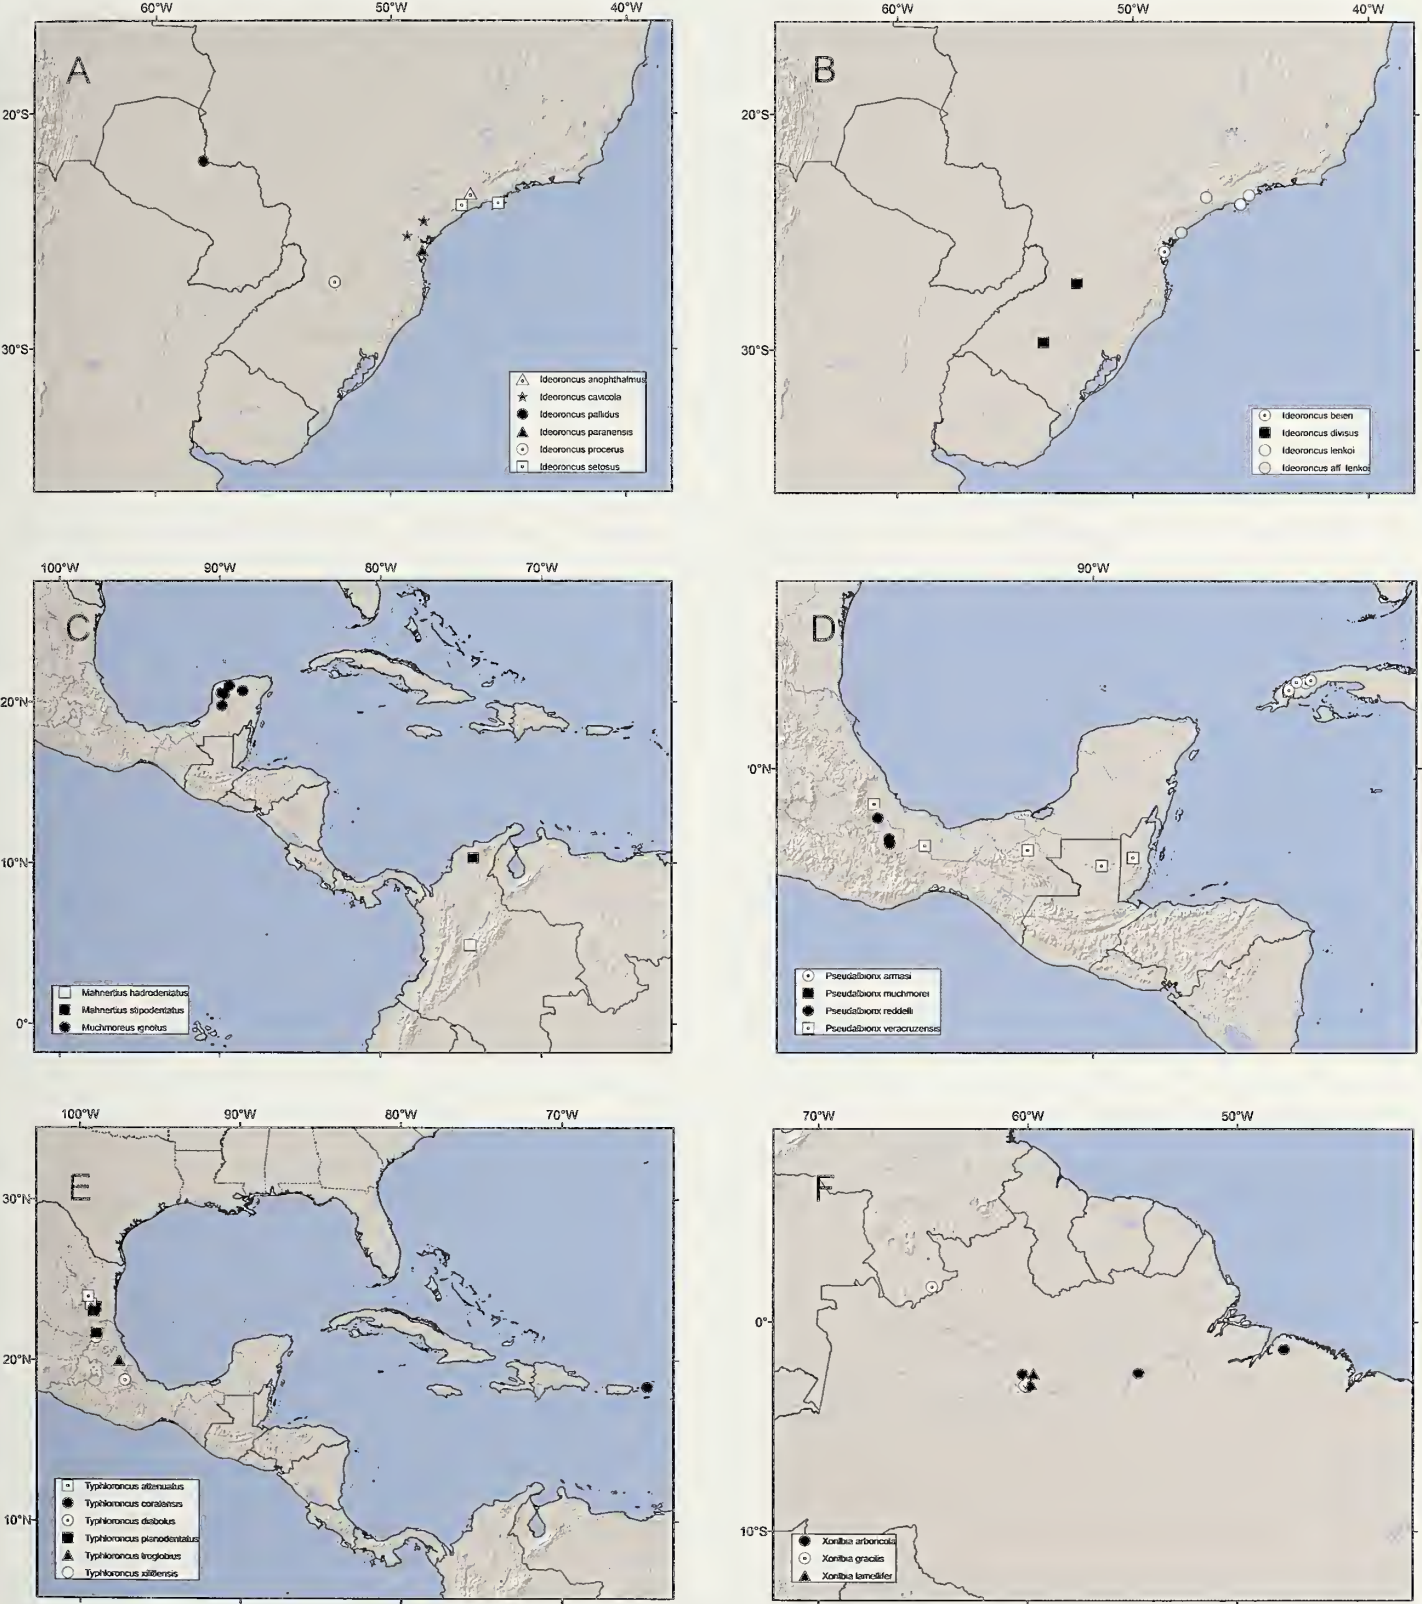 60°W 50°W 40°W
A
20°S
30°S
Ideoroncus anophthalmus
Ideoroncus cavicola
Ideoroncus pallidus
Ideoroncus paranensis
Ideoroncus procerus
Ideoroncus setosus
60°W 50°W 40°W
B
20°S
30°S
Ideoroncus beieri
Ideoroncus divisus
Ideoroncus lenkoi
Ideoroncus aff lenkoi
100°W 90°W 80°W 70°W
C
20°N
10°N
0°
Mahnertius hadrodentatus
Mahnertius stipodentatus
Muchmoreus ignotus
90°W
D
'0°N
Pseudalbiorix armasi
Pseudalbiorix muchmorei
Pseudalbiorix reddelli
Pseudalbiorix veracruzensis
100°W 90°W 80°W 70°W
E
30°N
20°N
10°N
Typhloroncus attenuatus
Typhloroncus coralensis
Typhloroncus diabolus
Typhloroncus planodentatus
Typhloroncus troglobius
Typhloroncus xilitlensis
70°W 60°W 50°W
F
0°
10°S
Xorilbia arboricola
Xorilbia gracilis
Xorilbia lamellifer